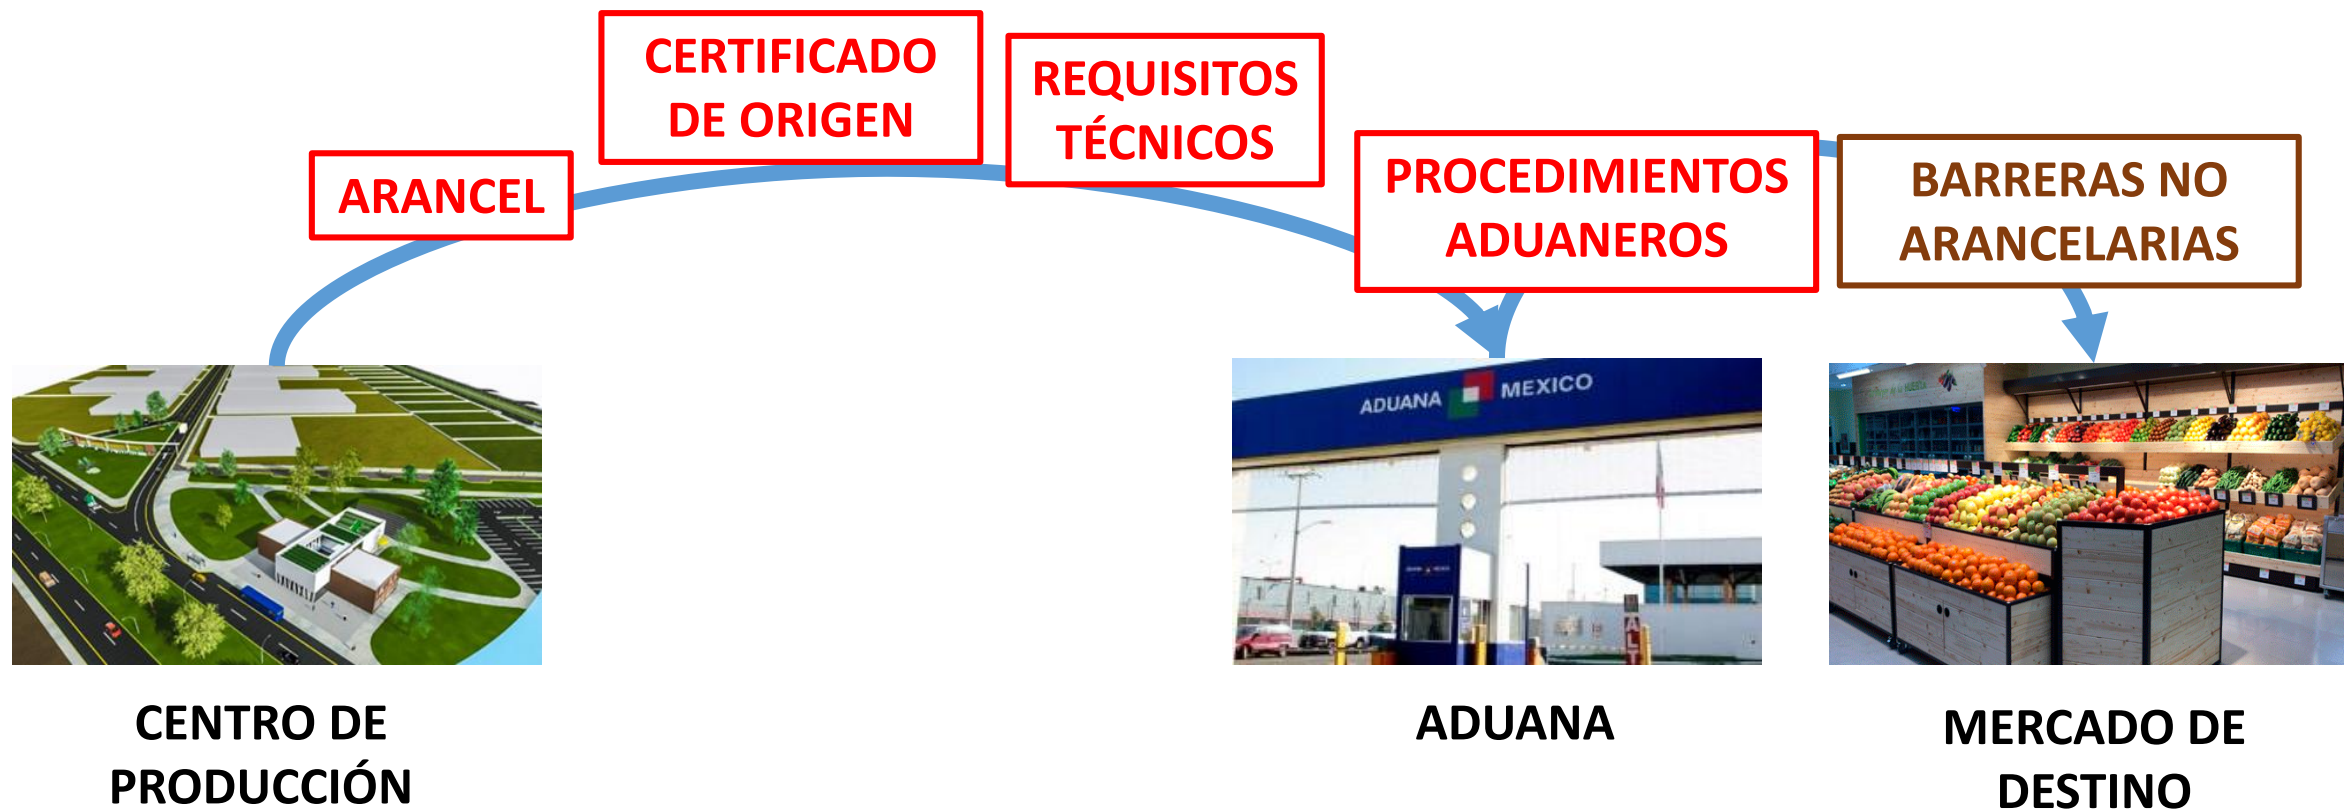 CERTIFICADO
DE ORIGEN
REQUISITOS
TÉCNICOS
ARANCEL
PROCEDIMIENTOS
ADUANEROS
BARRERAS NO
ARANCELARIAS
ADUANA MEXICO
ALT
CENTRO DE
PRODUCCIÓN
ADUANA
MERCADO DE
DESTINO